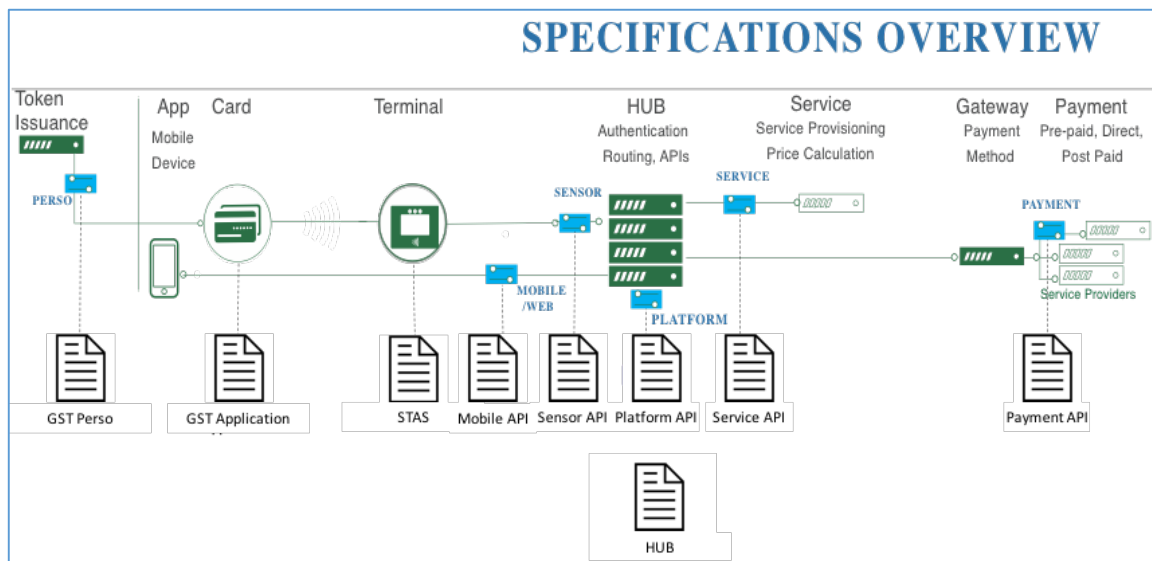 SPECIFICATIONS OVERVIEW
Token
Issuance
App
Mobile
Device
Card
Terminal
HUB
Authentication
Routing, APIs
Service
Service Provisioning
Price Calculation
Gateway
Payment
Method
Payment
Pre-paid, Direct,
Post Paid
PERSO
SENSOR
SERVICE
PAYMENT
MOBILE
/WEB
PLATFORM
Service Providers
GST Perso
GST Application
STAS
Mobile API
Sensor API
Platform API
Service API
Payment API
HUB